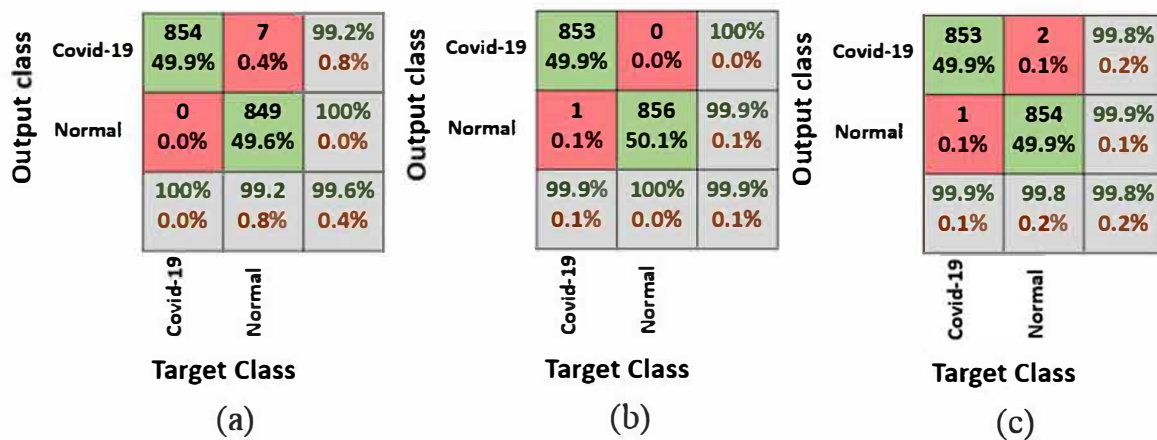 Output class
Covid-19
854
49.9%
7
0.4%
99.2%
0.8%
Normal
0
0.0%
849
49.6%
100%
0.0%
100%
0.0%
99.2
0.8%
99.6%
0.4%
Covid-19
Normal
Target Class
(a)
Output class
Covid-19
853
49.9%
0
0.0%
100%
0.0%
Normal
1
0.1%
856
50.1%
99.9%
0.1%
99.9%
0.1%
100%
0.0%
99.9%
0.1%
Covid-19
Normal
Target Class
(b)
Output class
Covid-19
853
49.9%
2
0.1%
99.8%
0.2%
Normal
1
0.1%
854
49.9%
99.9%
0.1%
99.9%
0.1%
99.8
0.2%
99.8%
0.2%
Covid-19
Normal
Target Class
(c)